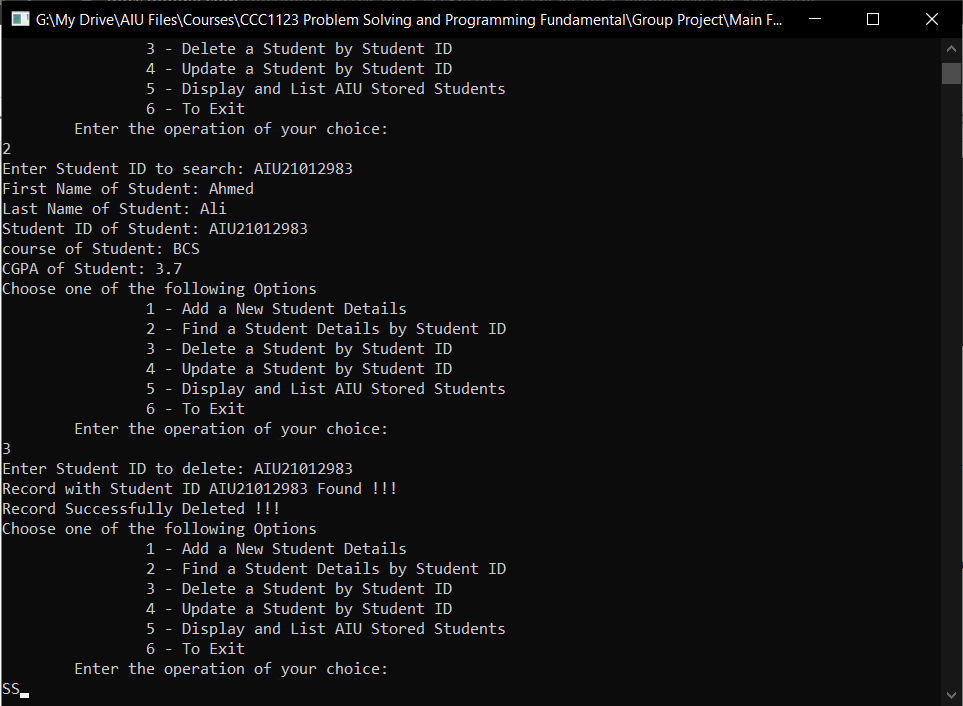 G:\My Drive\AIU Files\Courses\CCC1123 Problem Solving and Programming Fundamental\Group Project\Main F...
3 - Delete a Student by Student ID
4 - Update a Student by Student ID
5 - Display and List AIU Stored Students
6 - To Exit
Enter the operation of your choice:
2
Enter Student ID to search: AIU21012983
First Name of Student: Ahmed
Last Name of Student: Ali
Student ID of Student: AIU21012983
course of Student: BCS
CGPA of Student: 3.7
Choose one of the following Options
1 - Add a New Student Details
2 - Find a Student Details by Student ID
3 - Delete a Student by Student ID
4 - Update a Student by Student ID
5 - Display and List AIU Stored Students
6 - To Exit
Enter the operation of your choice:
3
Enter Student ID to delete: AIU21012983
Record with Student ID AIU21012983 Found !!!
Record Successfully Deleted !!!
Choose one of the following Options
1 - Add a New Student Details
2 - Find a Student Details by Student ID
3 - Delete a Student by Student ID
4 - Update a Student by Student ID
5 - Display and List AIU Stored Students
6 - To Exit
Enter the operation of your choice:
SS